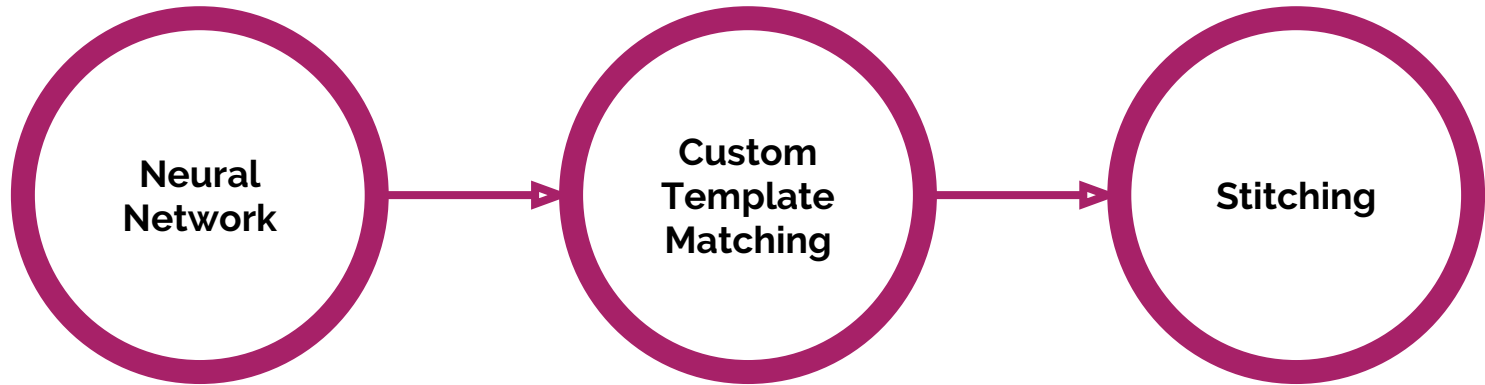 Neural
Network
Custom
Template
Matching
Stitching